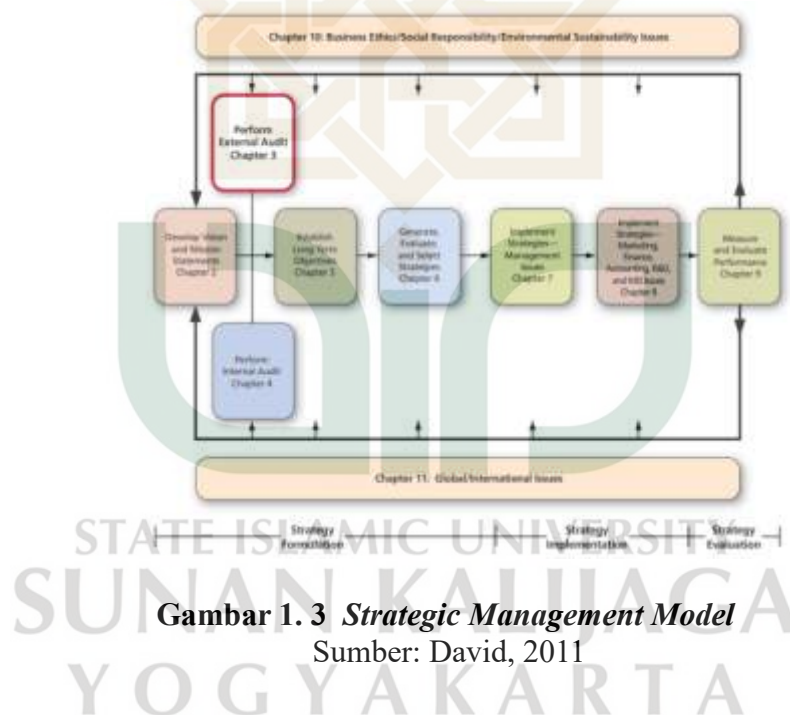 Chapter 10: Business Ethics/Social Responsibility/Environmental Sustainability Issues
Perform
External Audit
Chapter 3
Develop Vision
and Mission
Statements
Chapter 2
Establish
Long-Term
Objectives
Chapter 5
Generate,
Evaluate,
and Select
Strategies
Chapter 6
Implement
Strategies—
Management
Issues
Chapter 7
Implement
Strategies—
Marketing,
Finance,
Accounting, R&D,
and MIS Issues
Chapter 8
Measure
and Evaluate
Performance
Chapter 9
Perform
Internal Audit
Chapter 4
Chapter 11: Global/International Issues
Strategy
Formulation
Strategy
Implementation
Strategy
Evaluation
STATE ISLAMIC UNIVERSITY
SUNAN KALIJAGA
Gambar 1. 3 Strategic Management Model
Sumber: David, 2011
YOGYAKARTA